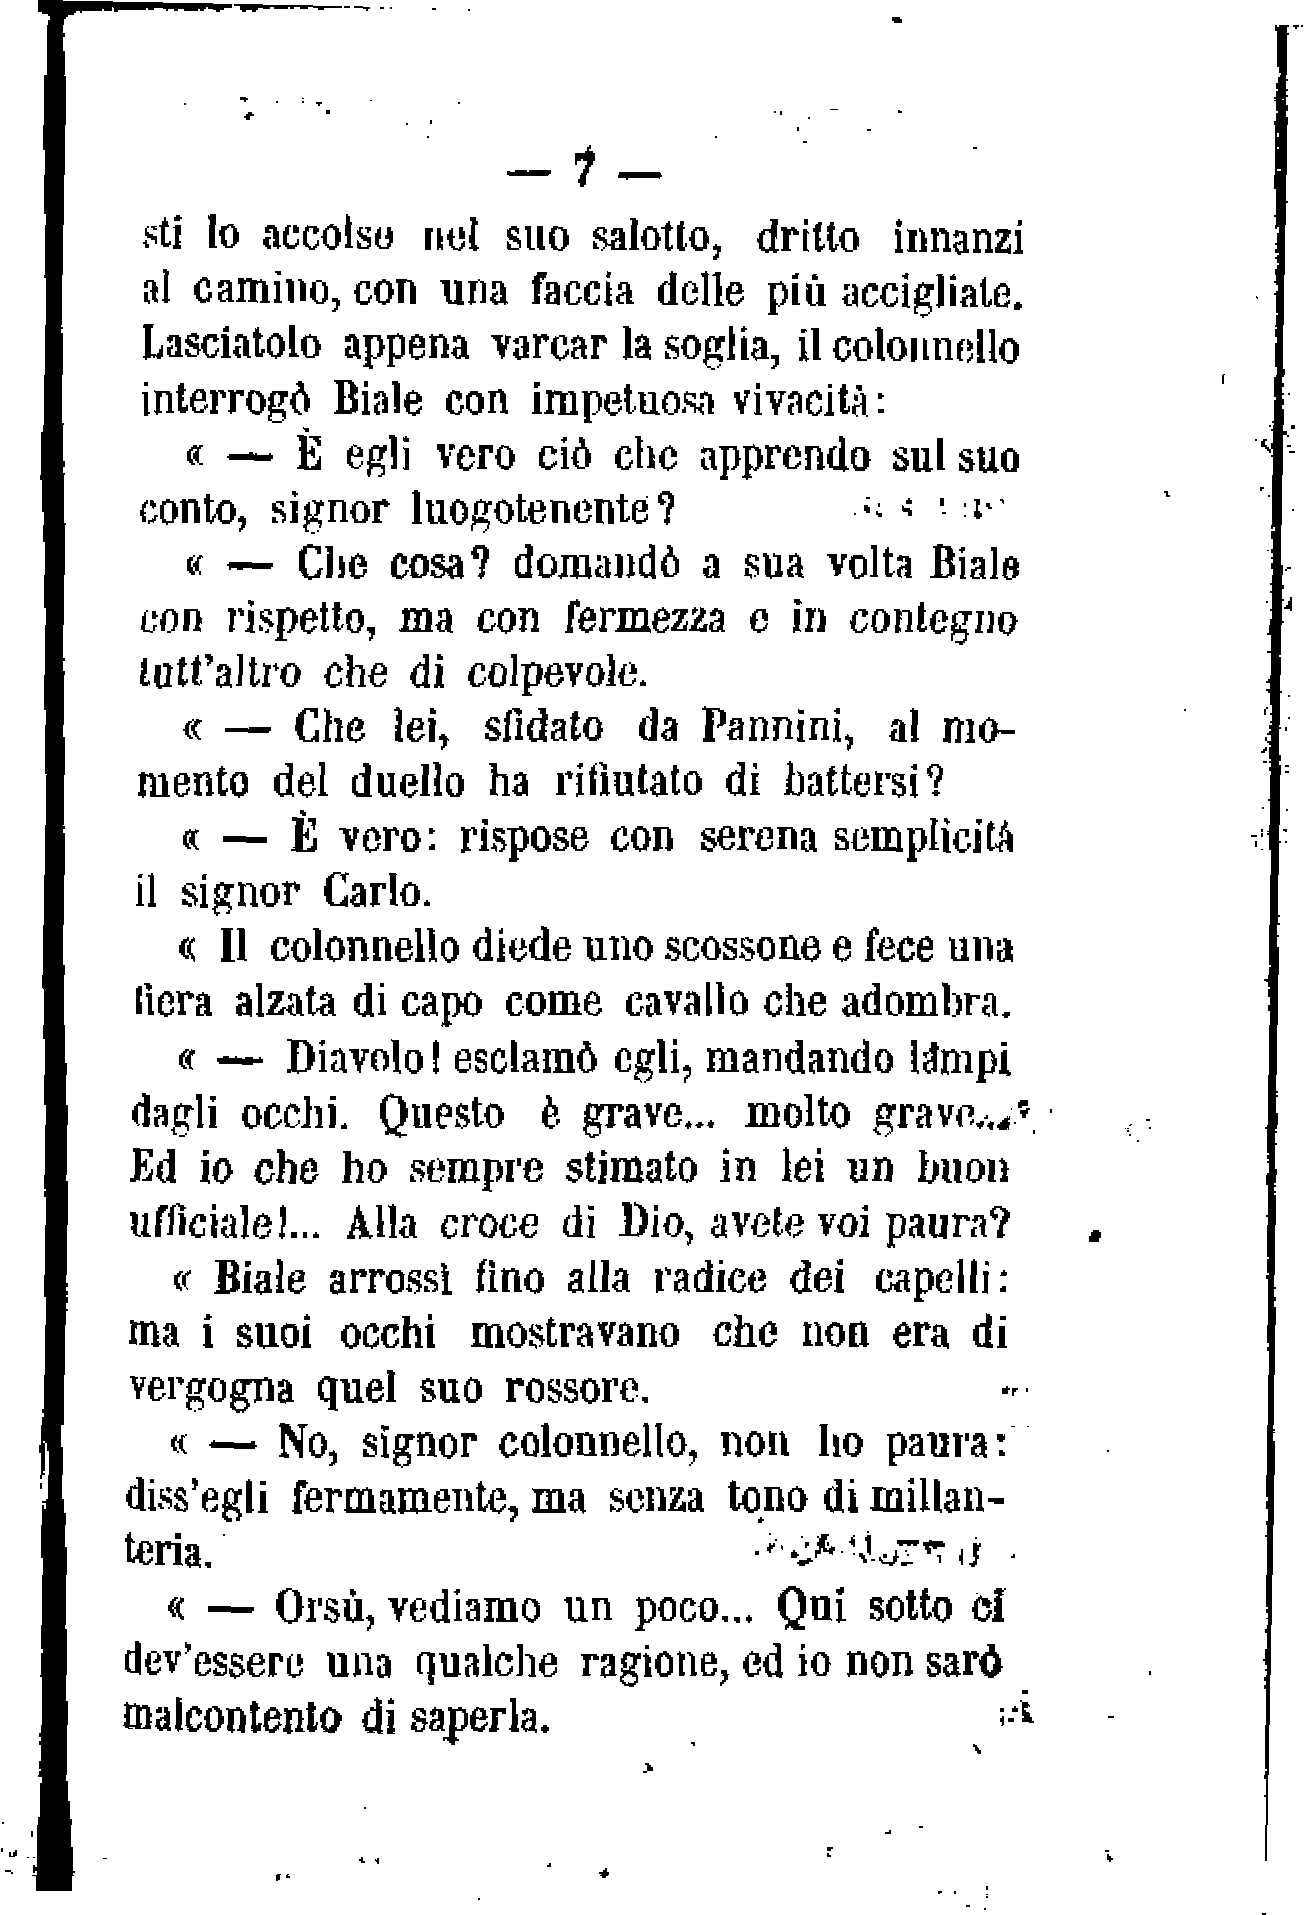 — 7 —
sti lo accolse nel suo salotto, dritto innanzi
al camino, con una faccia delle più accigliate.
Lasciatolo appena varcar la soglia, il colonnello
interrogò Biale con impetuosa vivacità:
« — È egli vero ciò che apprendo sul suo
conto, signor luogotenente?
« — Che cosa? domandò a sua volta Biale
con rispetto, ma con fermezza e in contegno
tutt'altro che di colpevole.
« — Che lei, sfidato da Pannini, al mo-
mento del duello ha rifiutato di battersi?
« — È vero: rispose con serena semplicità
il signor Carlo.
« Il colonnello diede uno scossone e fece una
fiera alzata di capo come cavallo che adombra.
« — Diavolo! esclamò egli, mandando lampi
dagli occhi. Questo è grave... molto grave...
Ed io che ho sempre stimato in lei un buon
ufficiale!... Alla croce di Dio, avete voi paura?
« Biale arrossì fino alla radice dei capelli:
ma i suoi occhi mostravano che non era di
vergogna quel suo rossore.
« — No, signor colonnello, non ho paura:
diss'egli fermamente, ma senza tono di millan-
teria.
« — Orsù, vediamo un poco... Qui sotto ci
dev'essere una qualche ragione, ed io non sarò
malcontento di saperla.